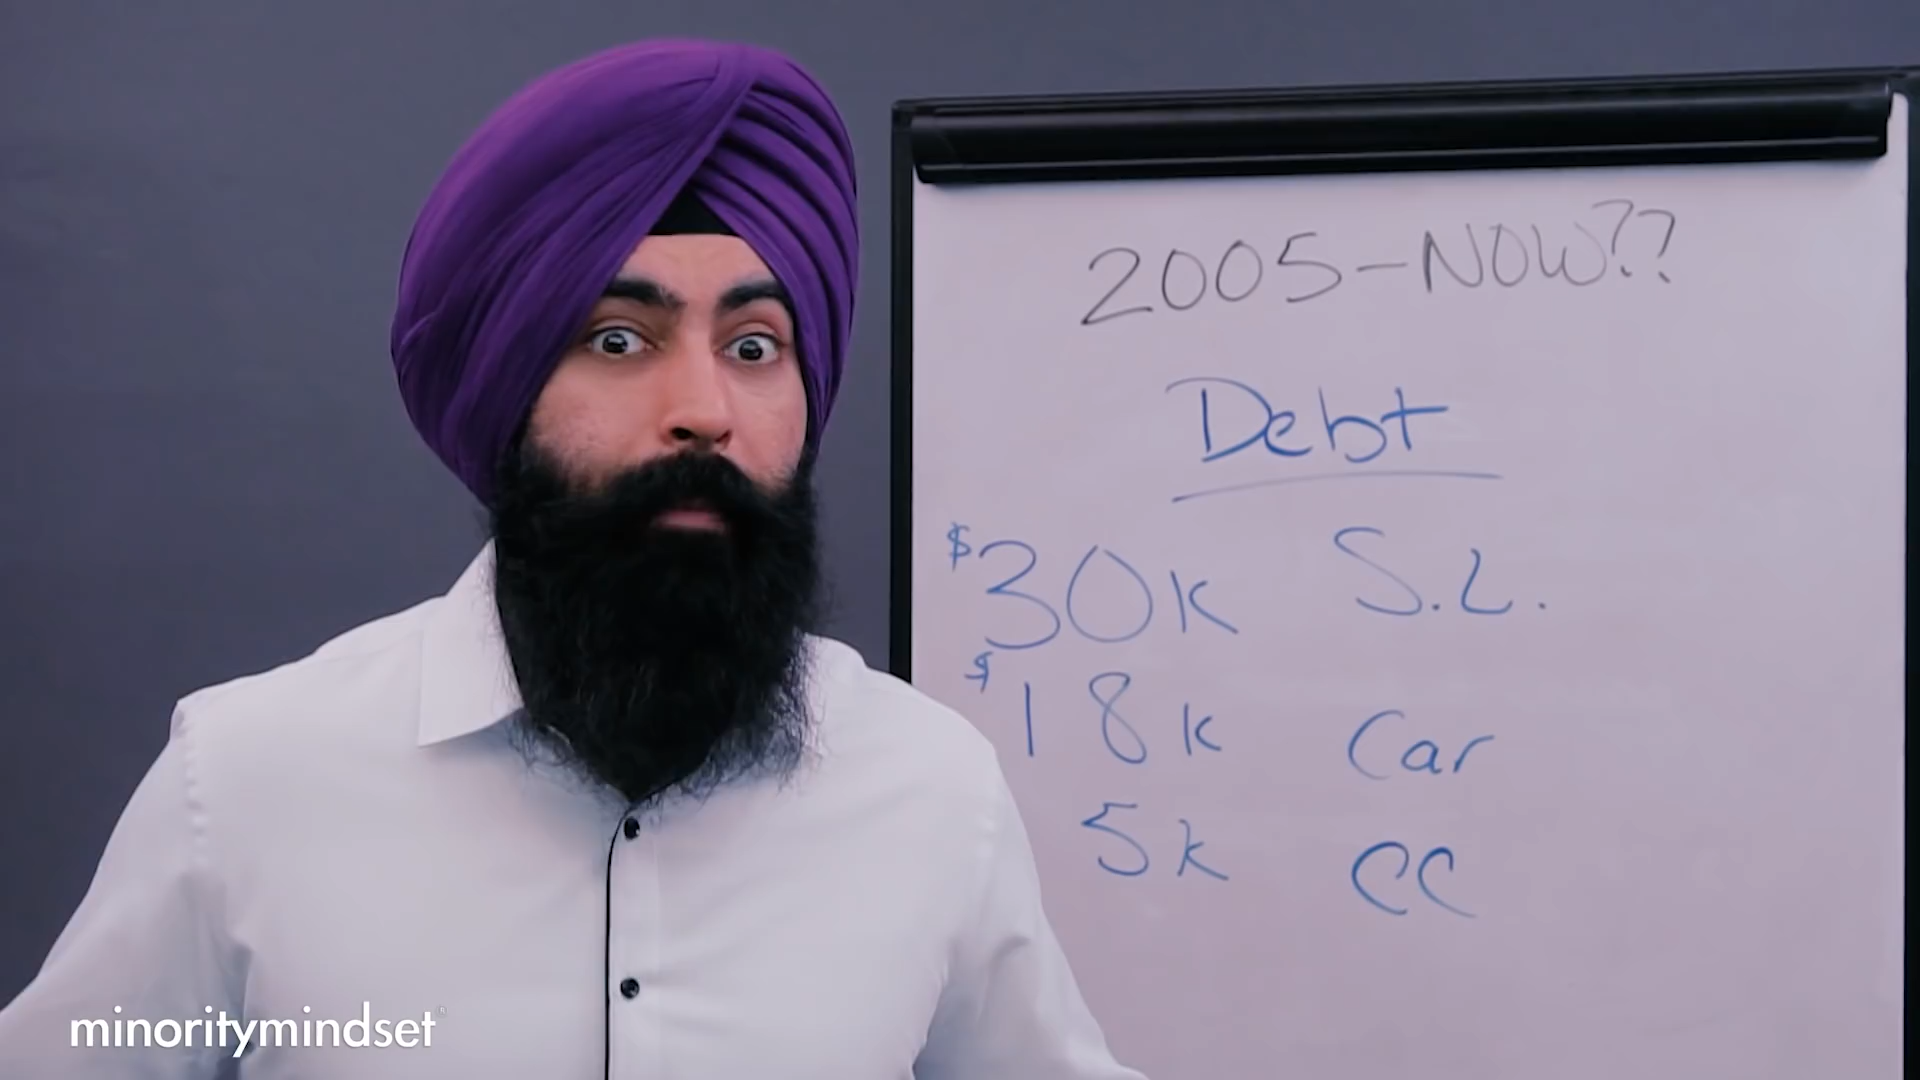 2005-NOW??
Debt
$30k S.L.
$18k Car
5k CC
minoritymindset